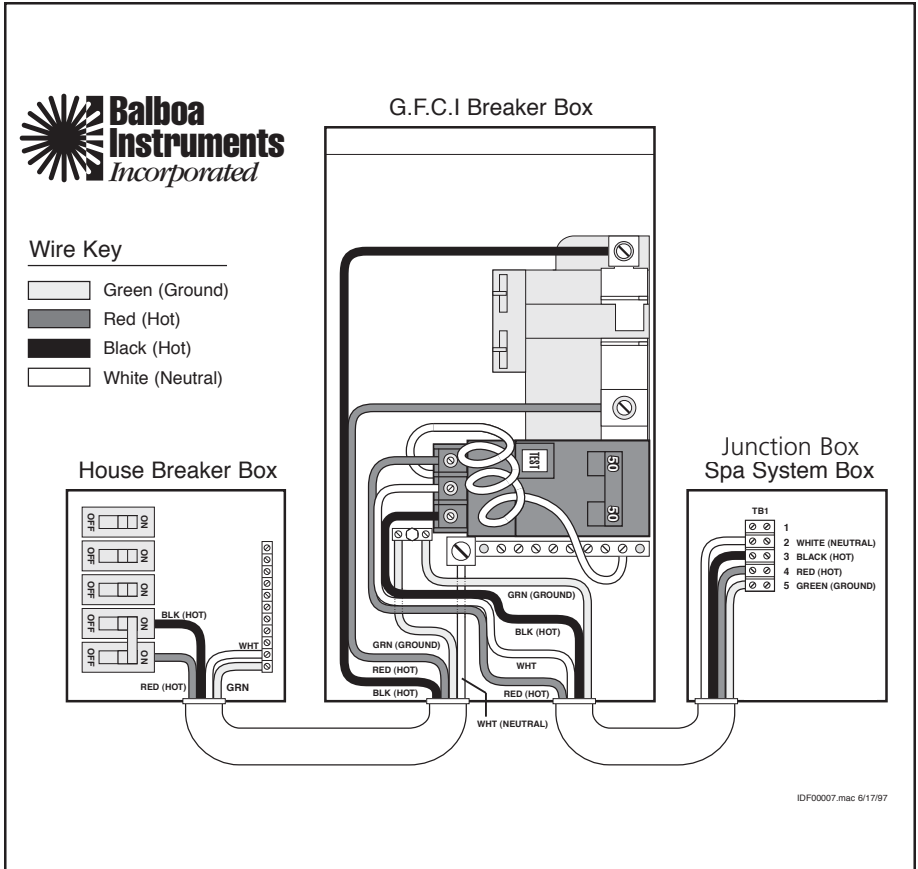 Balboa
Instruments
Incorporated
G.F.C.I Breaker Box
Wire Key
Green (Ground)
Red (Hot)
Black (Hot)
White (Neutral)
House Breaker Box
OFF ON
OFF ON
OFF ON
OFF ON
OFF ON
BLK (HOT)
WHT
RED (HOT)
GRN
TEST
50
50
GRN (GROUND)
BLK (HOT)
GRN (GROUND)
WHT
RED (HOT)
RED (HOT)
BLK (HOT)
WHT (NEUTRAL)
Junction Box
Spa System Box
TB1
1
2 WHITE (NEUTRAL)
3 BLACK (HOT)
4 RED (HOT)
5 GREEN (GROUND)
IDF00007.mac 6/17/97